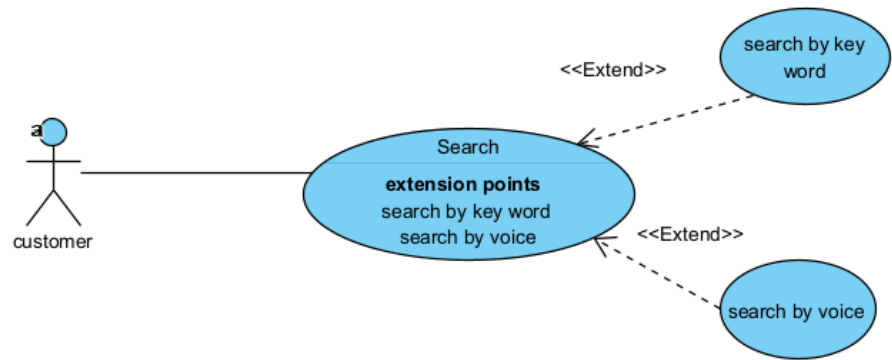 search by key
word
<<Extend>>
a
Search
extension points
search by key word
search by voice
customer
<<Extend>>
search by voice